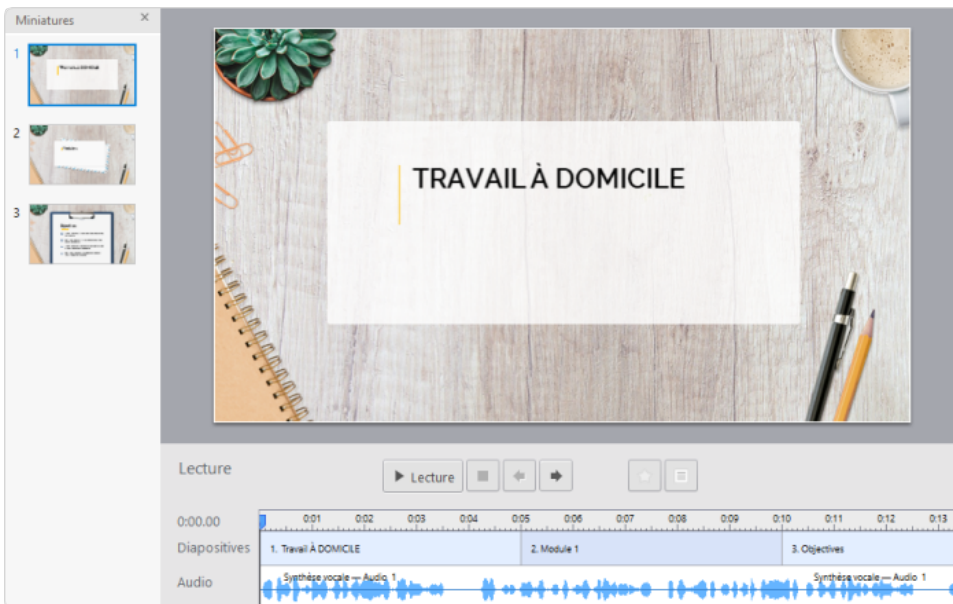 Miniatures ×
1
2
3
TRAVAIL À DOMICILE
Lecture
Lecture
0:00.00
0:01 0:02 0:03 0:04 0:05 0:06 0:07 0:08 0:09 0:10 0:11 0:12 0:13
Diapositives
1. Travail À DOMICILE
2. Module 1
3. Objectives
Audio
Synthèse vocale — Audio 1
Synthèse vocale — Audio 1